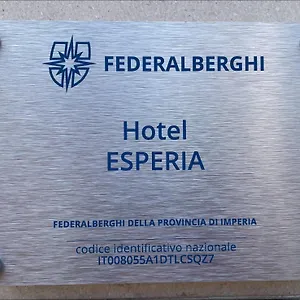 FEDERALBERGHI
Hotel
ESPERIA
FEDERALBERGHI DELLA PROVINCIA DI IMPERIA
codice identificativo nazionale
IT008055A1DTLCSQZ7